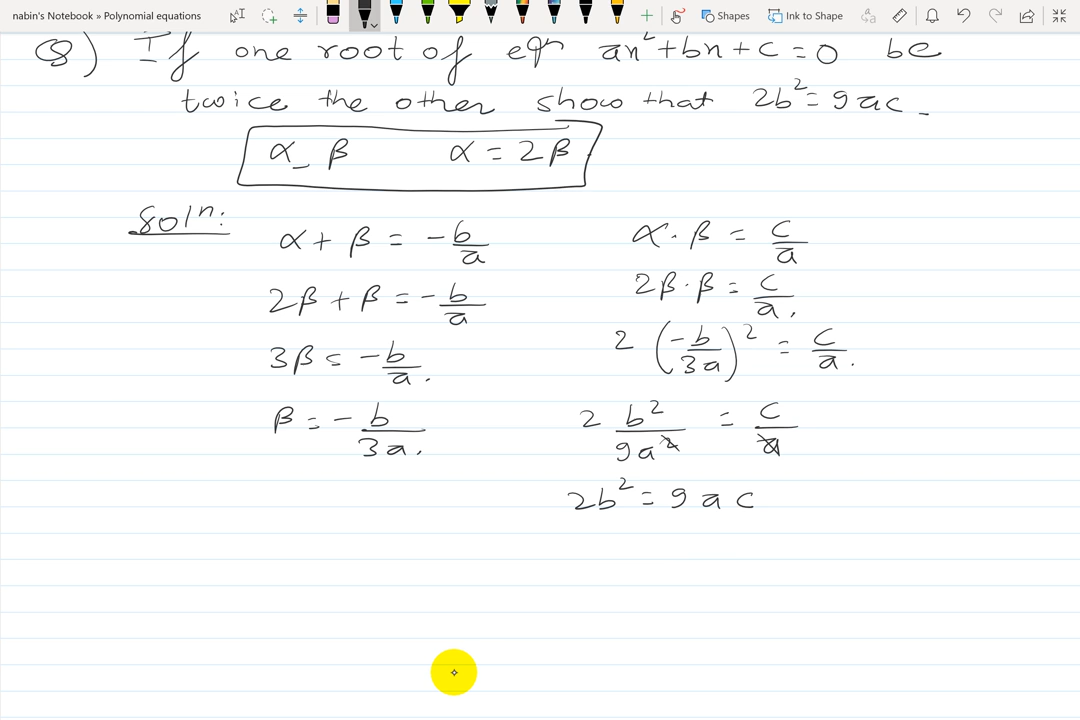 nabin's Notebook » Polynomial equations
Shapes
Ink to Shape
Q) If one root of eqn ax²+bx+c=0 be
twice the other show that 2b²=9ac.
α, β α = 2β
Soln:
α + β = -b/a
2β + β = -b/a
3β = -b/a.
β = -b/3a.
α · β = c/a
2β · β = c/a.
2 (-b/3a)² = c/a.
2 b²/9a² = c/a
2b² = 9ac